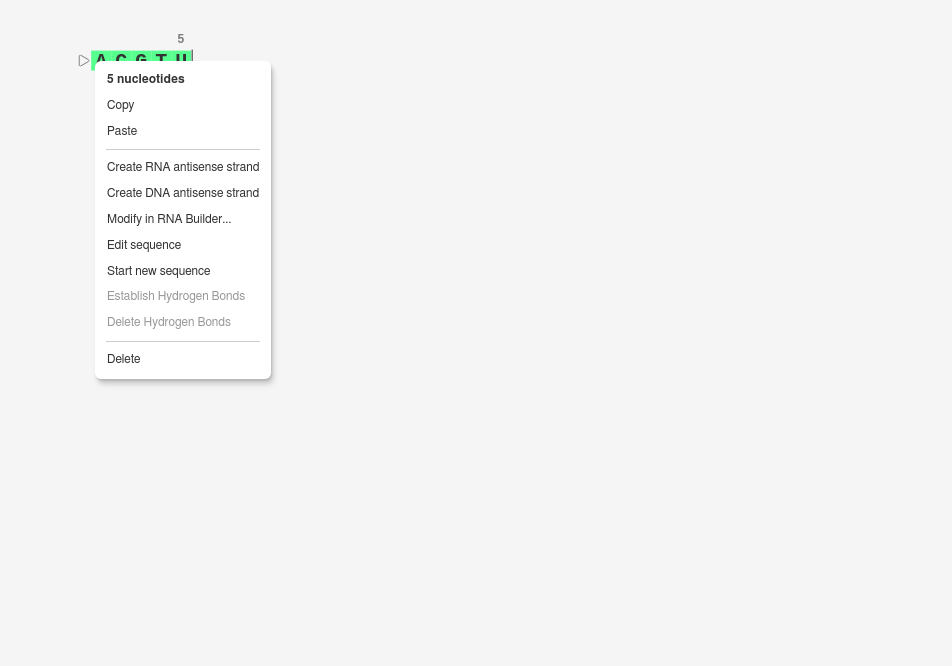 5
A C G T U
5 nucleotides
Copy
Paste
Create RNA antisense strand
Create DNA antisense strand
Modify in RNA Builder...
Edit sequence
Start new sequence
Establish Hydrogen Bonds
Delete Hydrogen Bonds
Delete